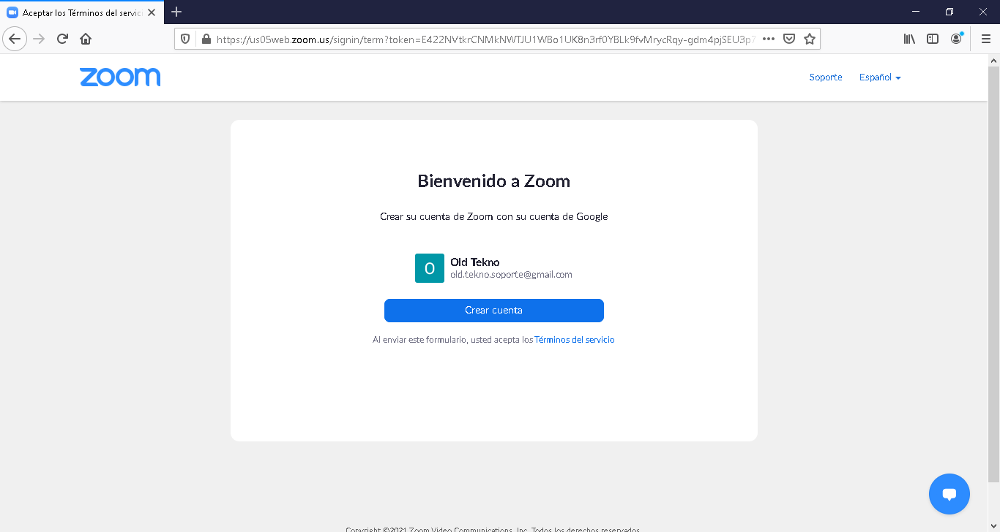 Aceptar los Términos del servici
https://us05web.zoom.us/signin/term?token=E422NVtkrCNMkNWTJU1WBo1UK8n3rf0YBLk9fvMrycRqy-gdm4pjSEU3p7
zoom
Soporte
Español
Bienvenido a Zoom
Crear su cuenta de Zoom con su cuenta de Google
O
Old Tekno
old.tekno.soporte@gmail.com
Crear cuenta
Al enviar este formulario, usted acepta los Términos del servicio
Copyright ©2021 Zoom Video Communications, Inc. Todos los derechos reservados.